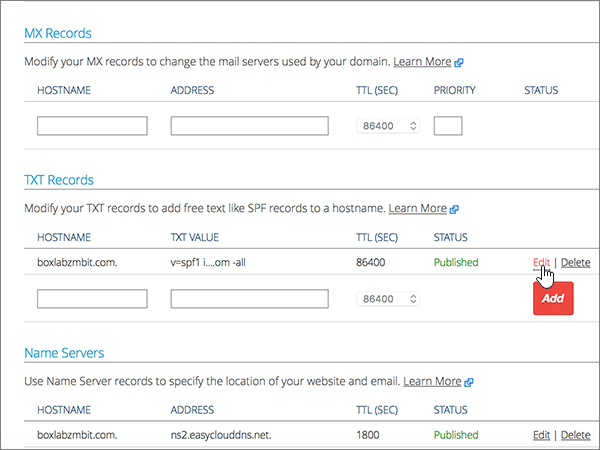 MX Records
Modify your MX records to change the mail servers used by your domain. Learn More
HOSTNAME ADDRESS TTL (SEC) PRIORITY STATUS
86400
TXT Records
Modify your TXT records to add free text like SPF records to a hostname. Learn More
HOSTNAME TXT VALUE TTL (SEC) STATUS
boxlabzmbit.com. v=spf1 i....om -all 86400 Published Edit | Delete
86400 Add
Name Servers
Use Name Server records to specify the location of your website and email. Learn More
HOSTNAME ADDRESS TTL (SEC) STATUS
boxlabzmbit.com. ns2.easyclouddns.net. 1800 Published Edit | Delete